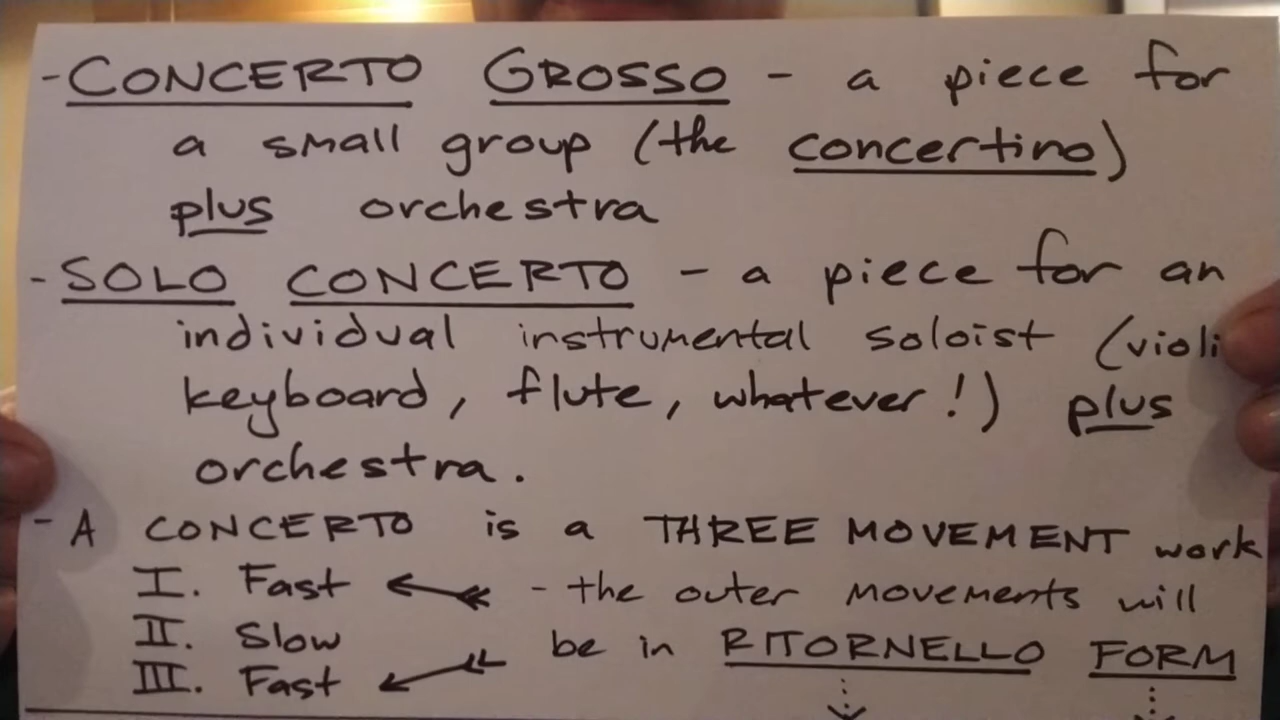 - CONCERTO GROSSO - a piece for
a small group (the concertino)
plus orchestra
- SOLO CONCERTO - a piece for an
individual instrumental soloist (violi
keyboard, flute, whatever!) plus
orchestra.
- A CONCERTO is a THREE MOVEMENT work
I. Fast - the outer movements will
II. Slow be in RITORNELLO FORM
III. Fast